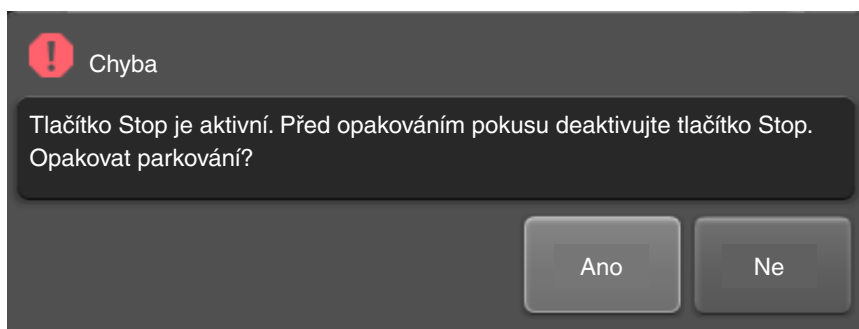 Chyba
Tlačítko Stop je aktivní. Před opakováním pokusu deaktivujte tlačítko Stop.
Opakovat parkování?
Ano
Ne